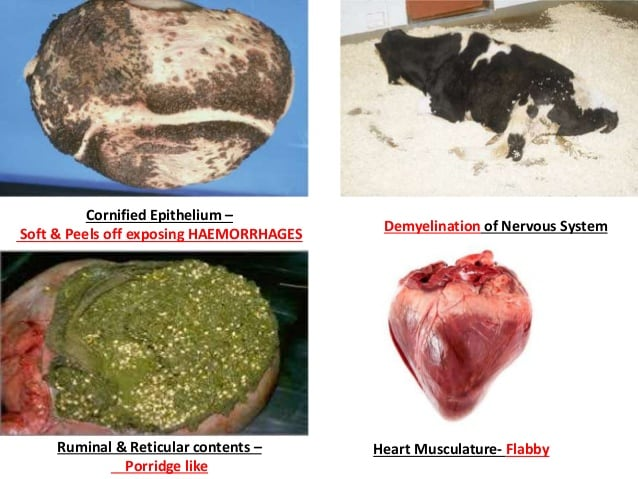 Cornified Epithelium –
Soft & Peels off exposing HAEMORRHAGES
Demyelination of Nervous System
Ruminal & Reticular contents –
Porridge like
Heart Musculature- Flabby